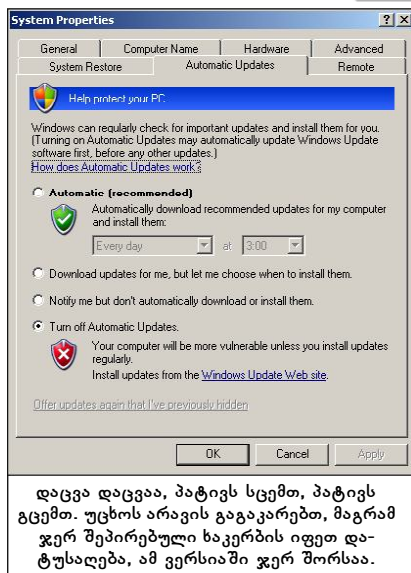 System Properties
General
Computer Name
Hardware
Advanced
System Restore
Automatic Updates
Remote
Help protect your PC
Windows can regularly check for important updates and install them for you.
(Turning on Automatic Updates may automatically update Windows Update
software first, before any other updates.)
How does Automatic Updates work?
Automatic (recommended)
Automatically download recommended updates for my computer
and install them:
Every day
at
3:00
Download updates for me, but let me choose when to install them.
Notify me but don't automatically download or install them.
Turn off Automatic Updates.
Your computer will be more vulnerable unless you install updates
regularly.
Install updates from the Windows Update Web site.
Offer updates again that I've previously hidden
OK
Cancel
Apply
დაცვა დაცვაა, პატივს სცემთ, პატივს
გცემთ. უცხოს არავის გაგაკარებთ, მაგრამ
ჯერ შეპირებული ხაკერბის იფეთ და-
ტუსაღება, ამ ვერსიაში ჯერ შორსაა.